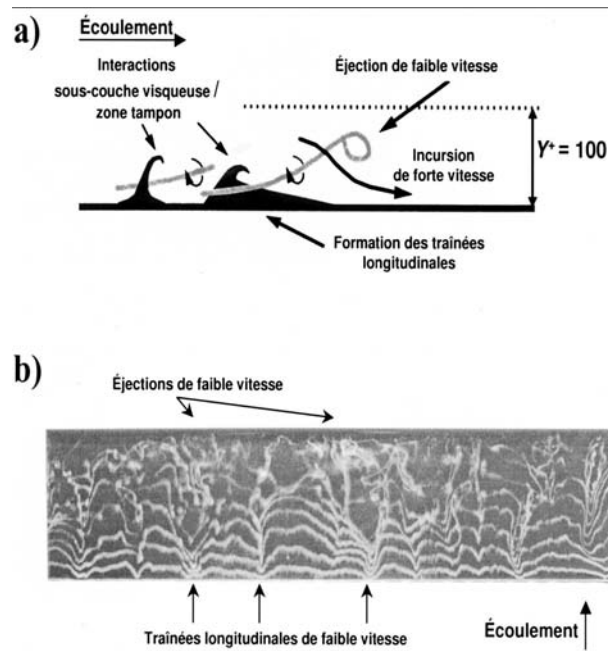 a)
Écoulement
Interactions
sous-couche visqueuse /
zone tampon
Éjection de faible vitesse
Incursion
de forte vitesse
Y+ = 100
Formation des traînées
longitudinales
b)
Éjections de faible vitesse
Traînées longitudinales de faible vitesse
Écoulement